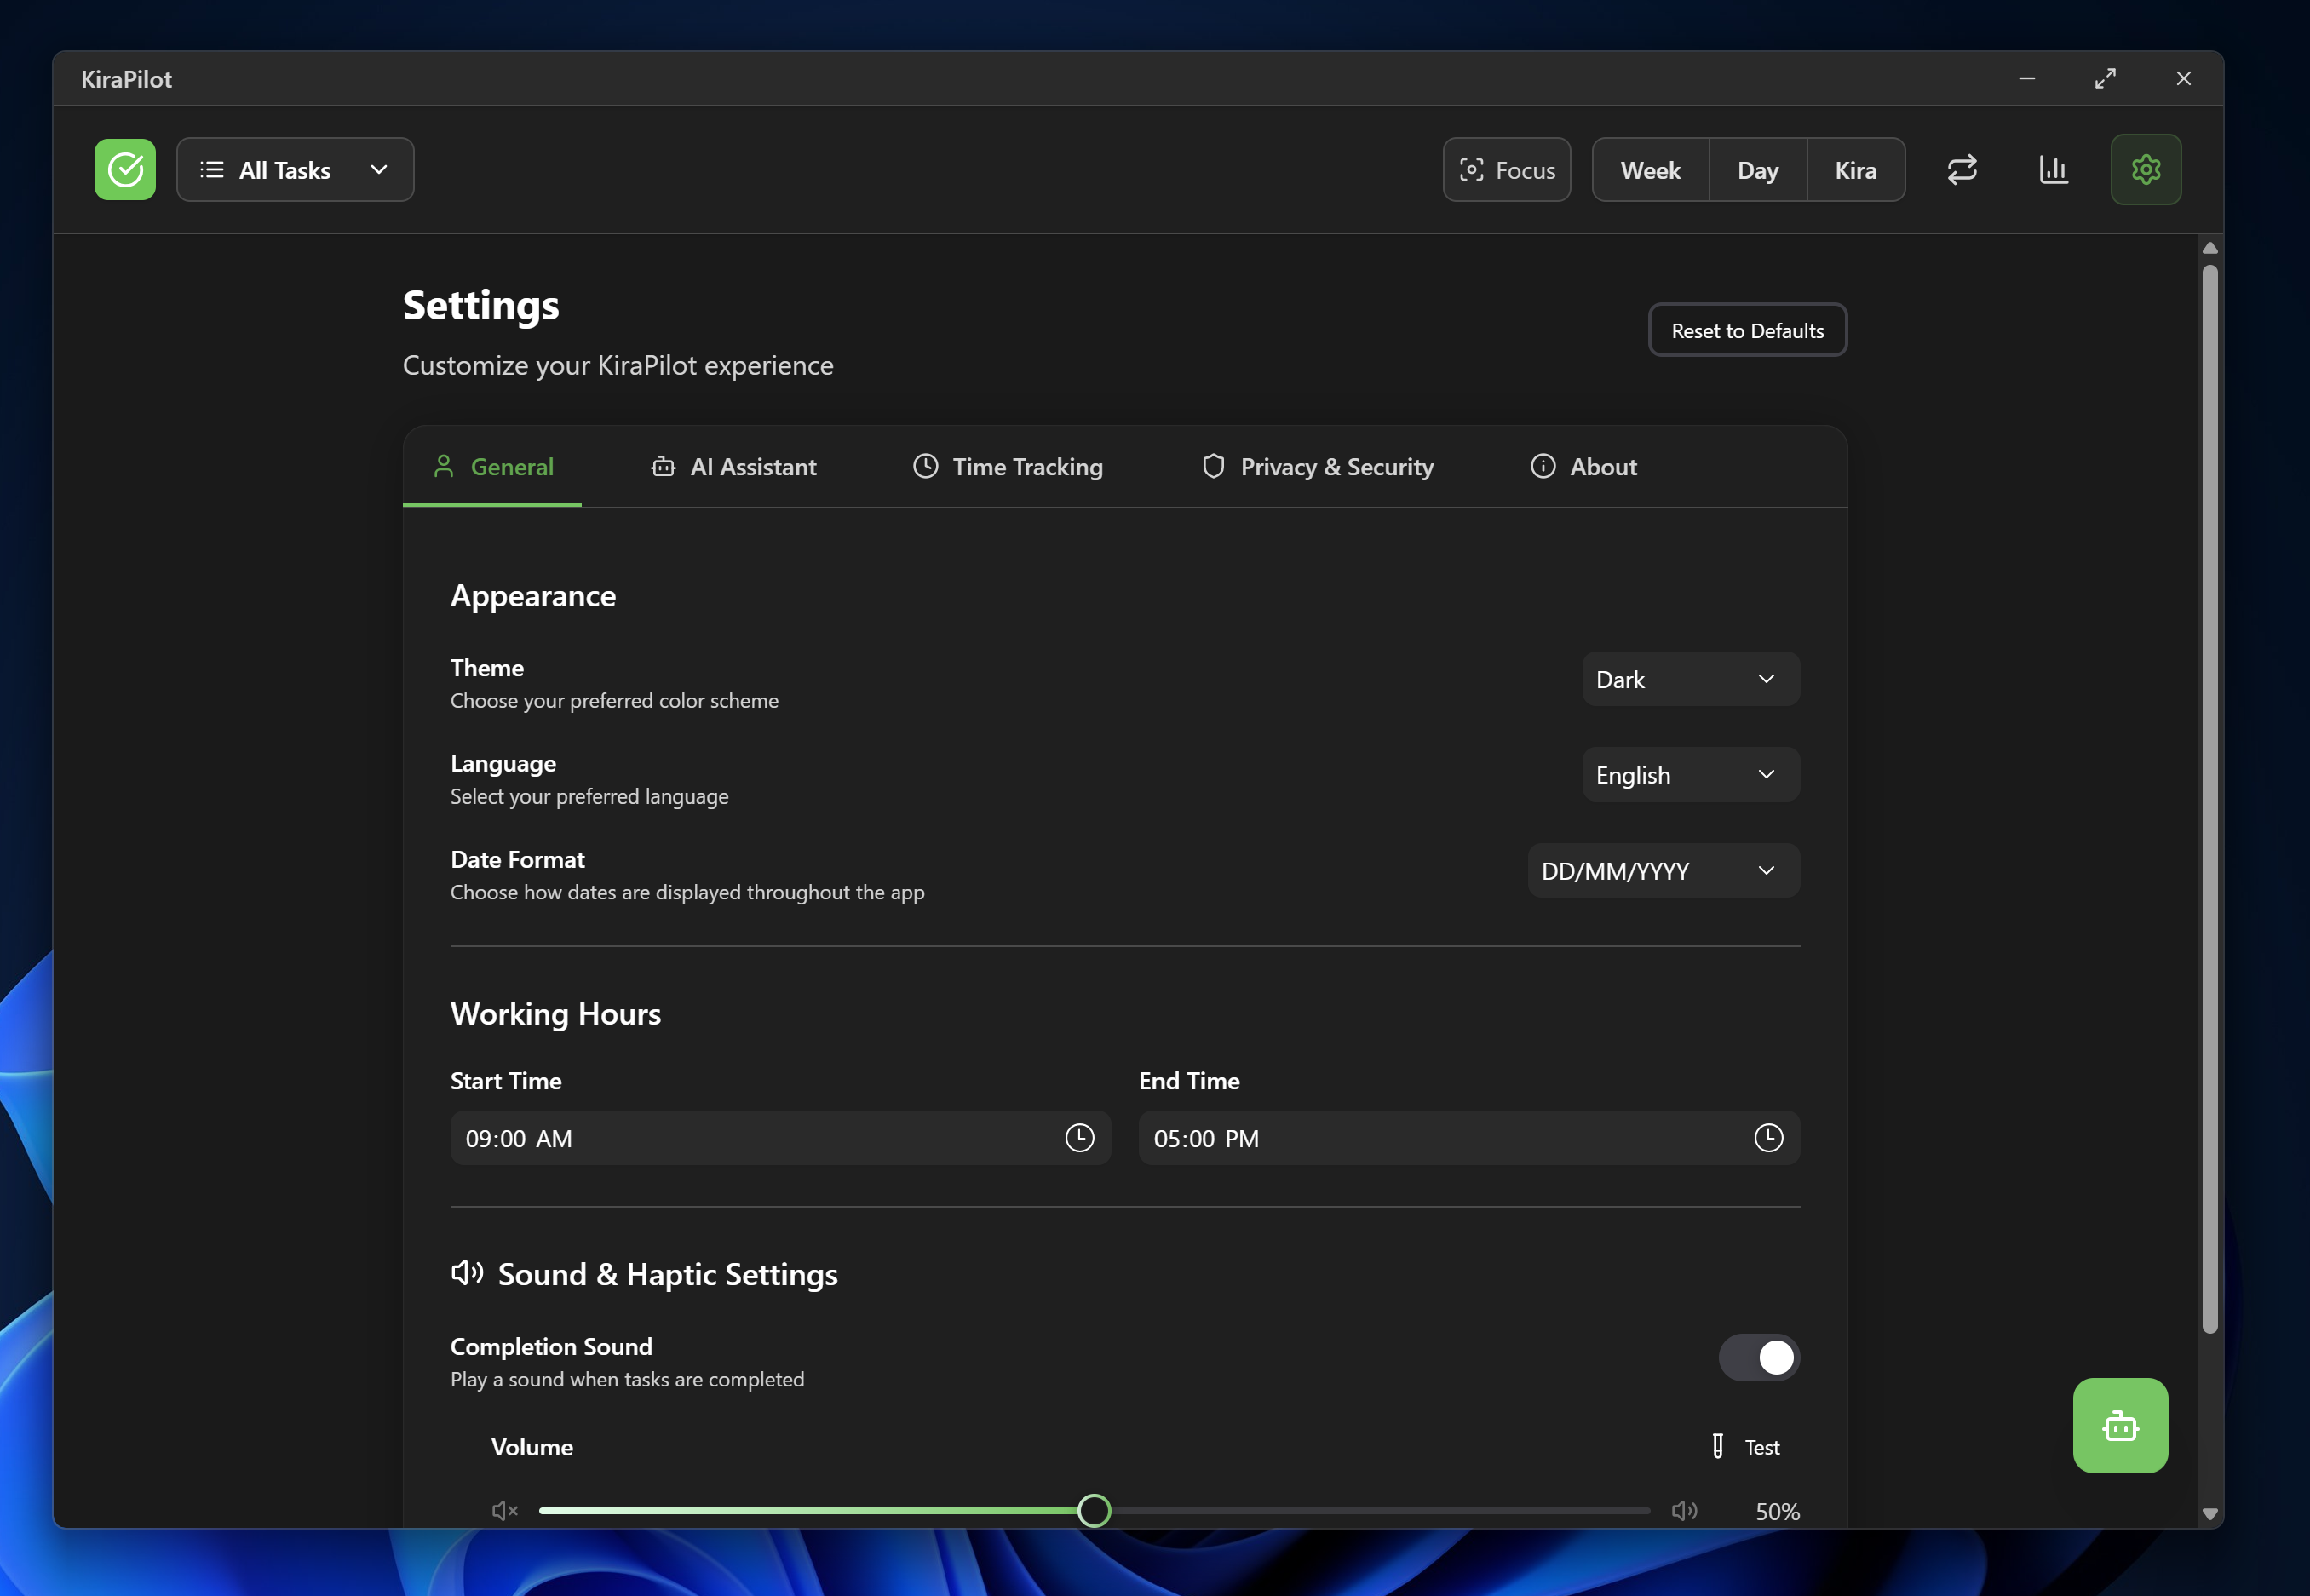 KiraPilot
All Tasks
Focus
Week
Day
Kira
Settings
Customize your KiraPilot experience
Reset to Defaults
General
AI Assistant
Time Tracking
Privacy & Security
About
Appearance
Theme
Choose your preferred color scheme
Dark
Language
Select your preferred language
English
Date Format
Choose how dates are displayed throughout the app
DD/MM/YYYY
Working Hours
Start Time
09:00 AM
End Time
05:00 PM
Sound & Haptic Settings
Completion Sound
Play a sound when tasks are completed
Volume
Test
50%